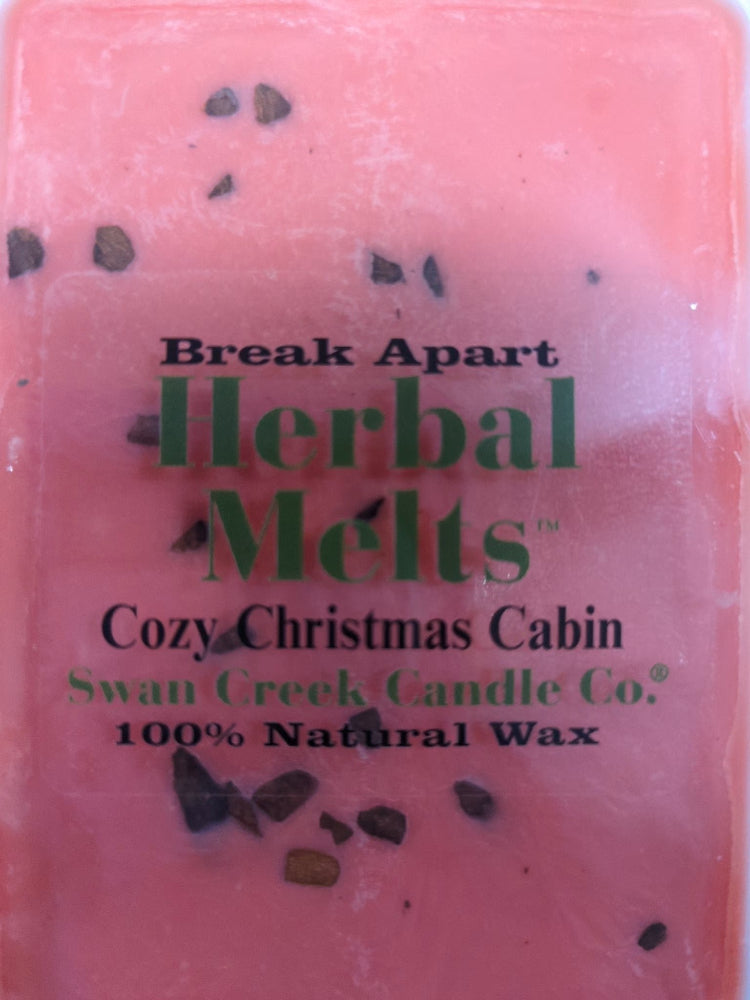 Break Apart
Herbal
Melts™
Cozy Christmas Cabin
Swan Creek Candle Co.®
100% Natural Wax